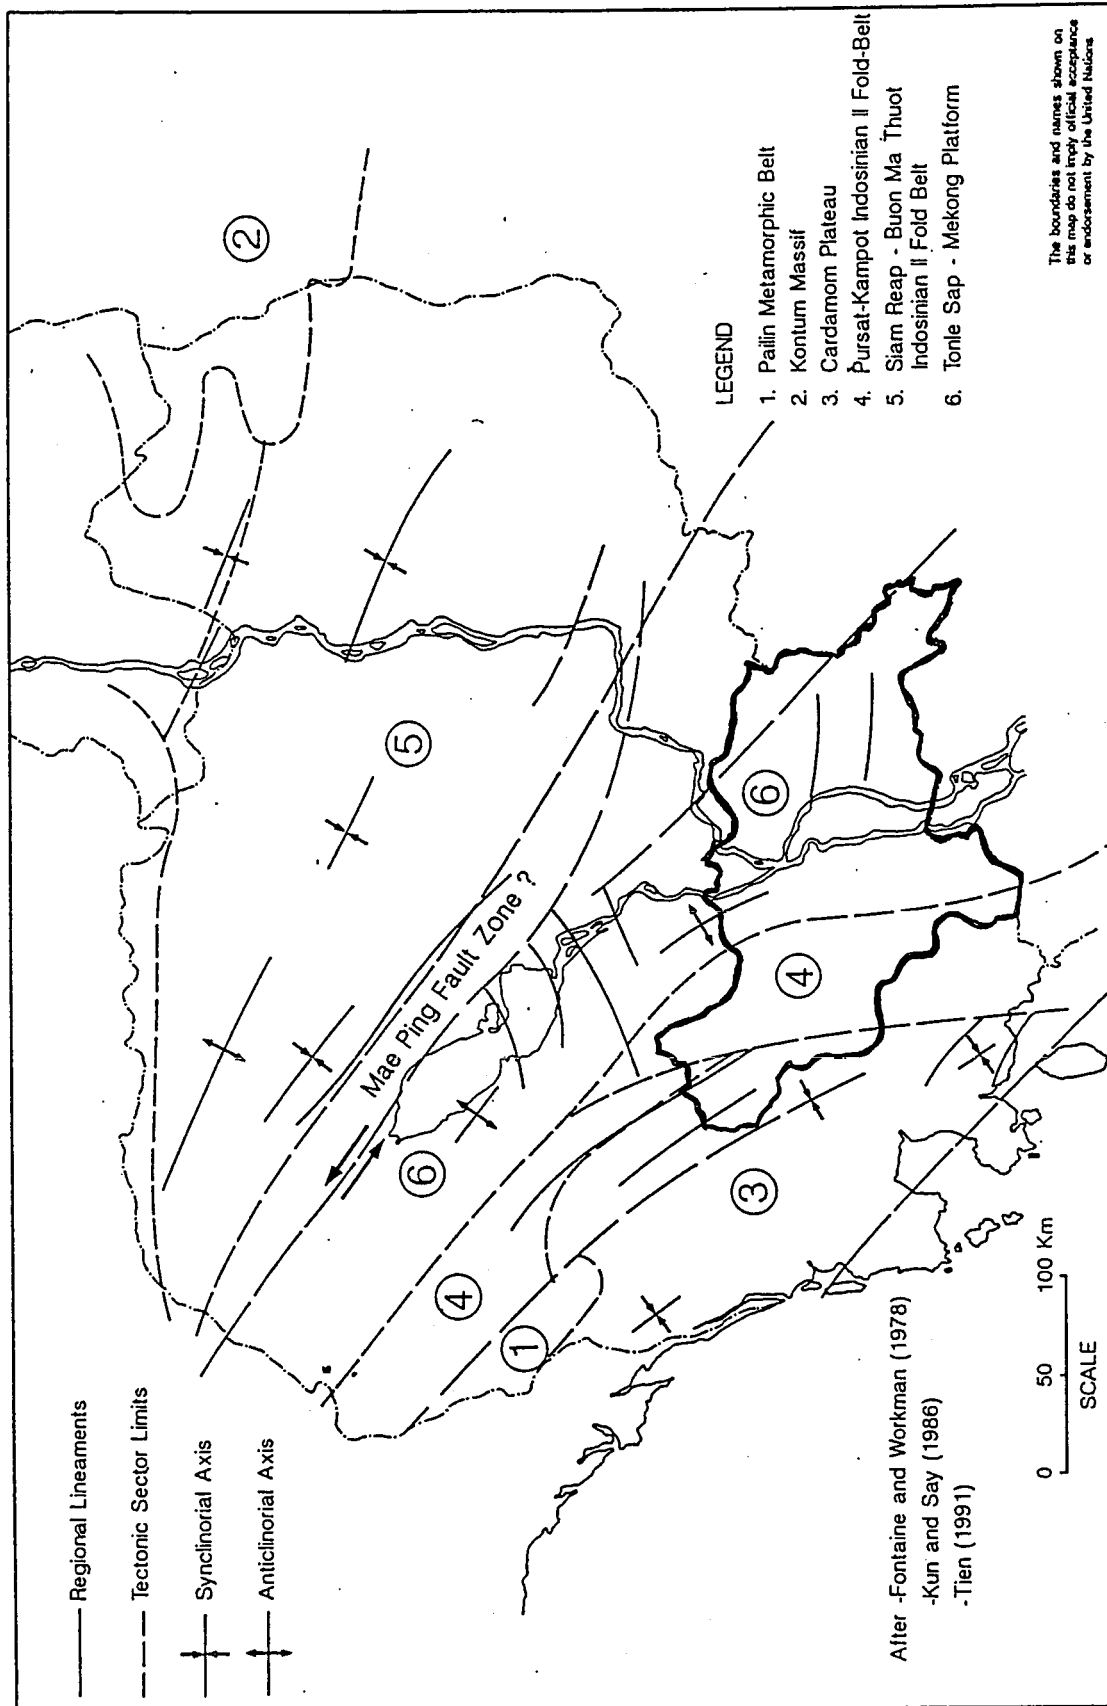 Regional Lineaments
Tectonic Sector Limits
Synclinorial Axis
Anticlinorial Axis
2
5
Mae Ping Fault Zone ?
6
4
1
3
4
6
LEGEND
1. Pailin Metamorphic Belt
2. Kontum Massif
3. Cardamom Plateau
4. Pursat-Kampot Indosinian II Fold-Belt
5. Siam Reap - Buon Ma Thuot
Indosinian II Fold Belt
6. Tonle Sap - Mekong Platform
After -Fontaine and Workman (1978)
-Kun and Say (1986)
-Tien (1991)
0 50 100 Km
SCALE
The boundaries and names shown on
this map do not imply official acceptance
or endorsement by the United Nations